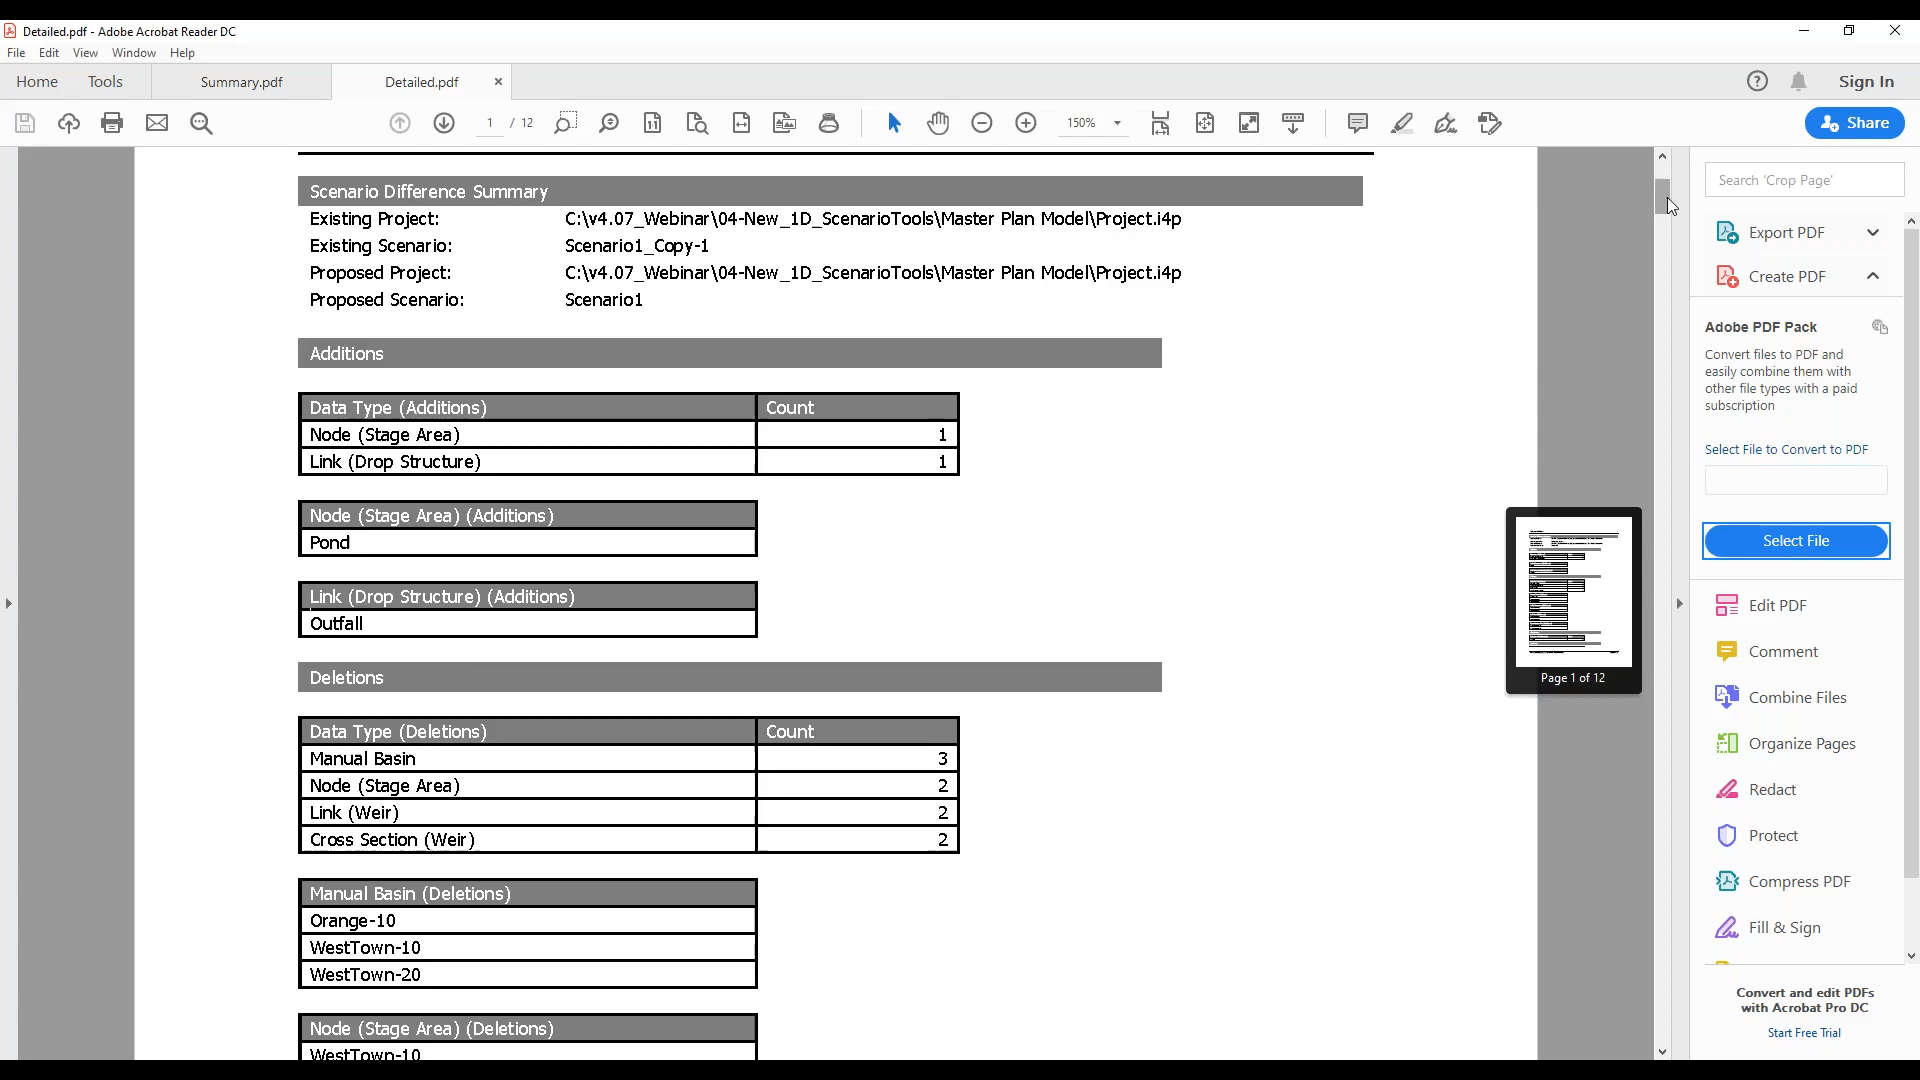 Detailed.pdf - Adobe Acrobat Reader DC
File Edit View Window Help
Home Tools Summary.pdf Detailed.pdf × Sign In
1 / 12 150% Share
Scenario Difference Summary
Existing Project: C:\v4.07_Webinar\04-New_1D_ScenarioTools\Master Plan Model\Project.i4p
Existing Scenario: Scenario1_Copy-1
Proposed Project: C:\v4.07_Webinar\04-New_1D_ScenarioTools\Master Plan Model\Project.i4p
Proposed Scenario: Scenario1
Additions
Data Type (Additions) Count
Node (Stage Area) 1
Link (Drop Structure) 1
Node (Stage Area) (Additions)
Pond
Link (Drop Structure) (Additions)
Outfall
Deletions
Data Type (Deletions) Count
Manual Basin 3
Node (Stage Area) 2
Link (Weir) 2
Cross Section (Weir) 2
Manual Basin (Deletions)
Orange-10
WestTown-10
WestTown-20
Node (Stage Area) (Deletions)
WestTown-10
Page 1 of 12
Search 'Crop Page'
Export PDF
Create PDF
Adobe PDF Pack
Convert files to PDF and
easily combine them with
other file types with a paid
subscription
Select File to Convert to PDF
Select File
Edit PDF
Comment
Combine Files
Organize Pages
Redact
Protect
Compress PDF
Fill & Sign
Convert and edit PDFs
with Acrobat Pro DC
Start Free Trial